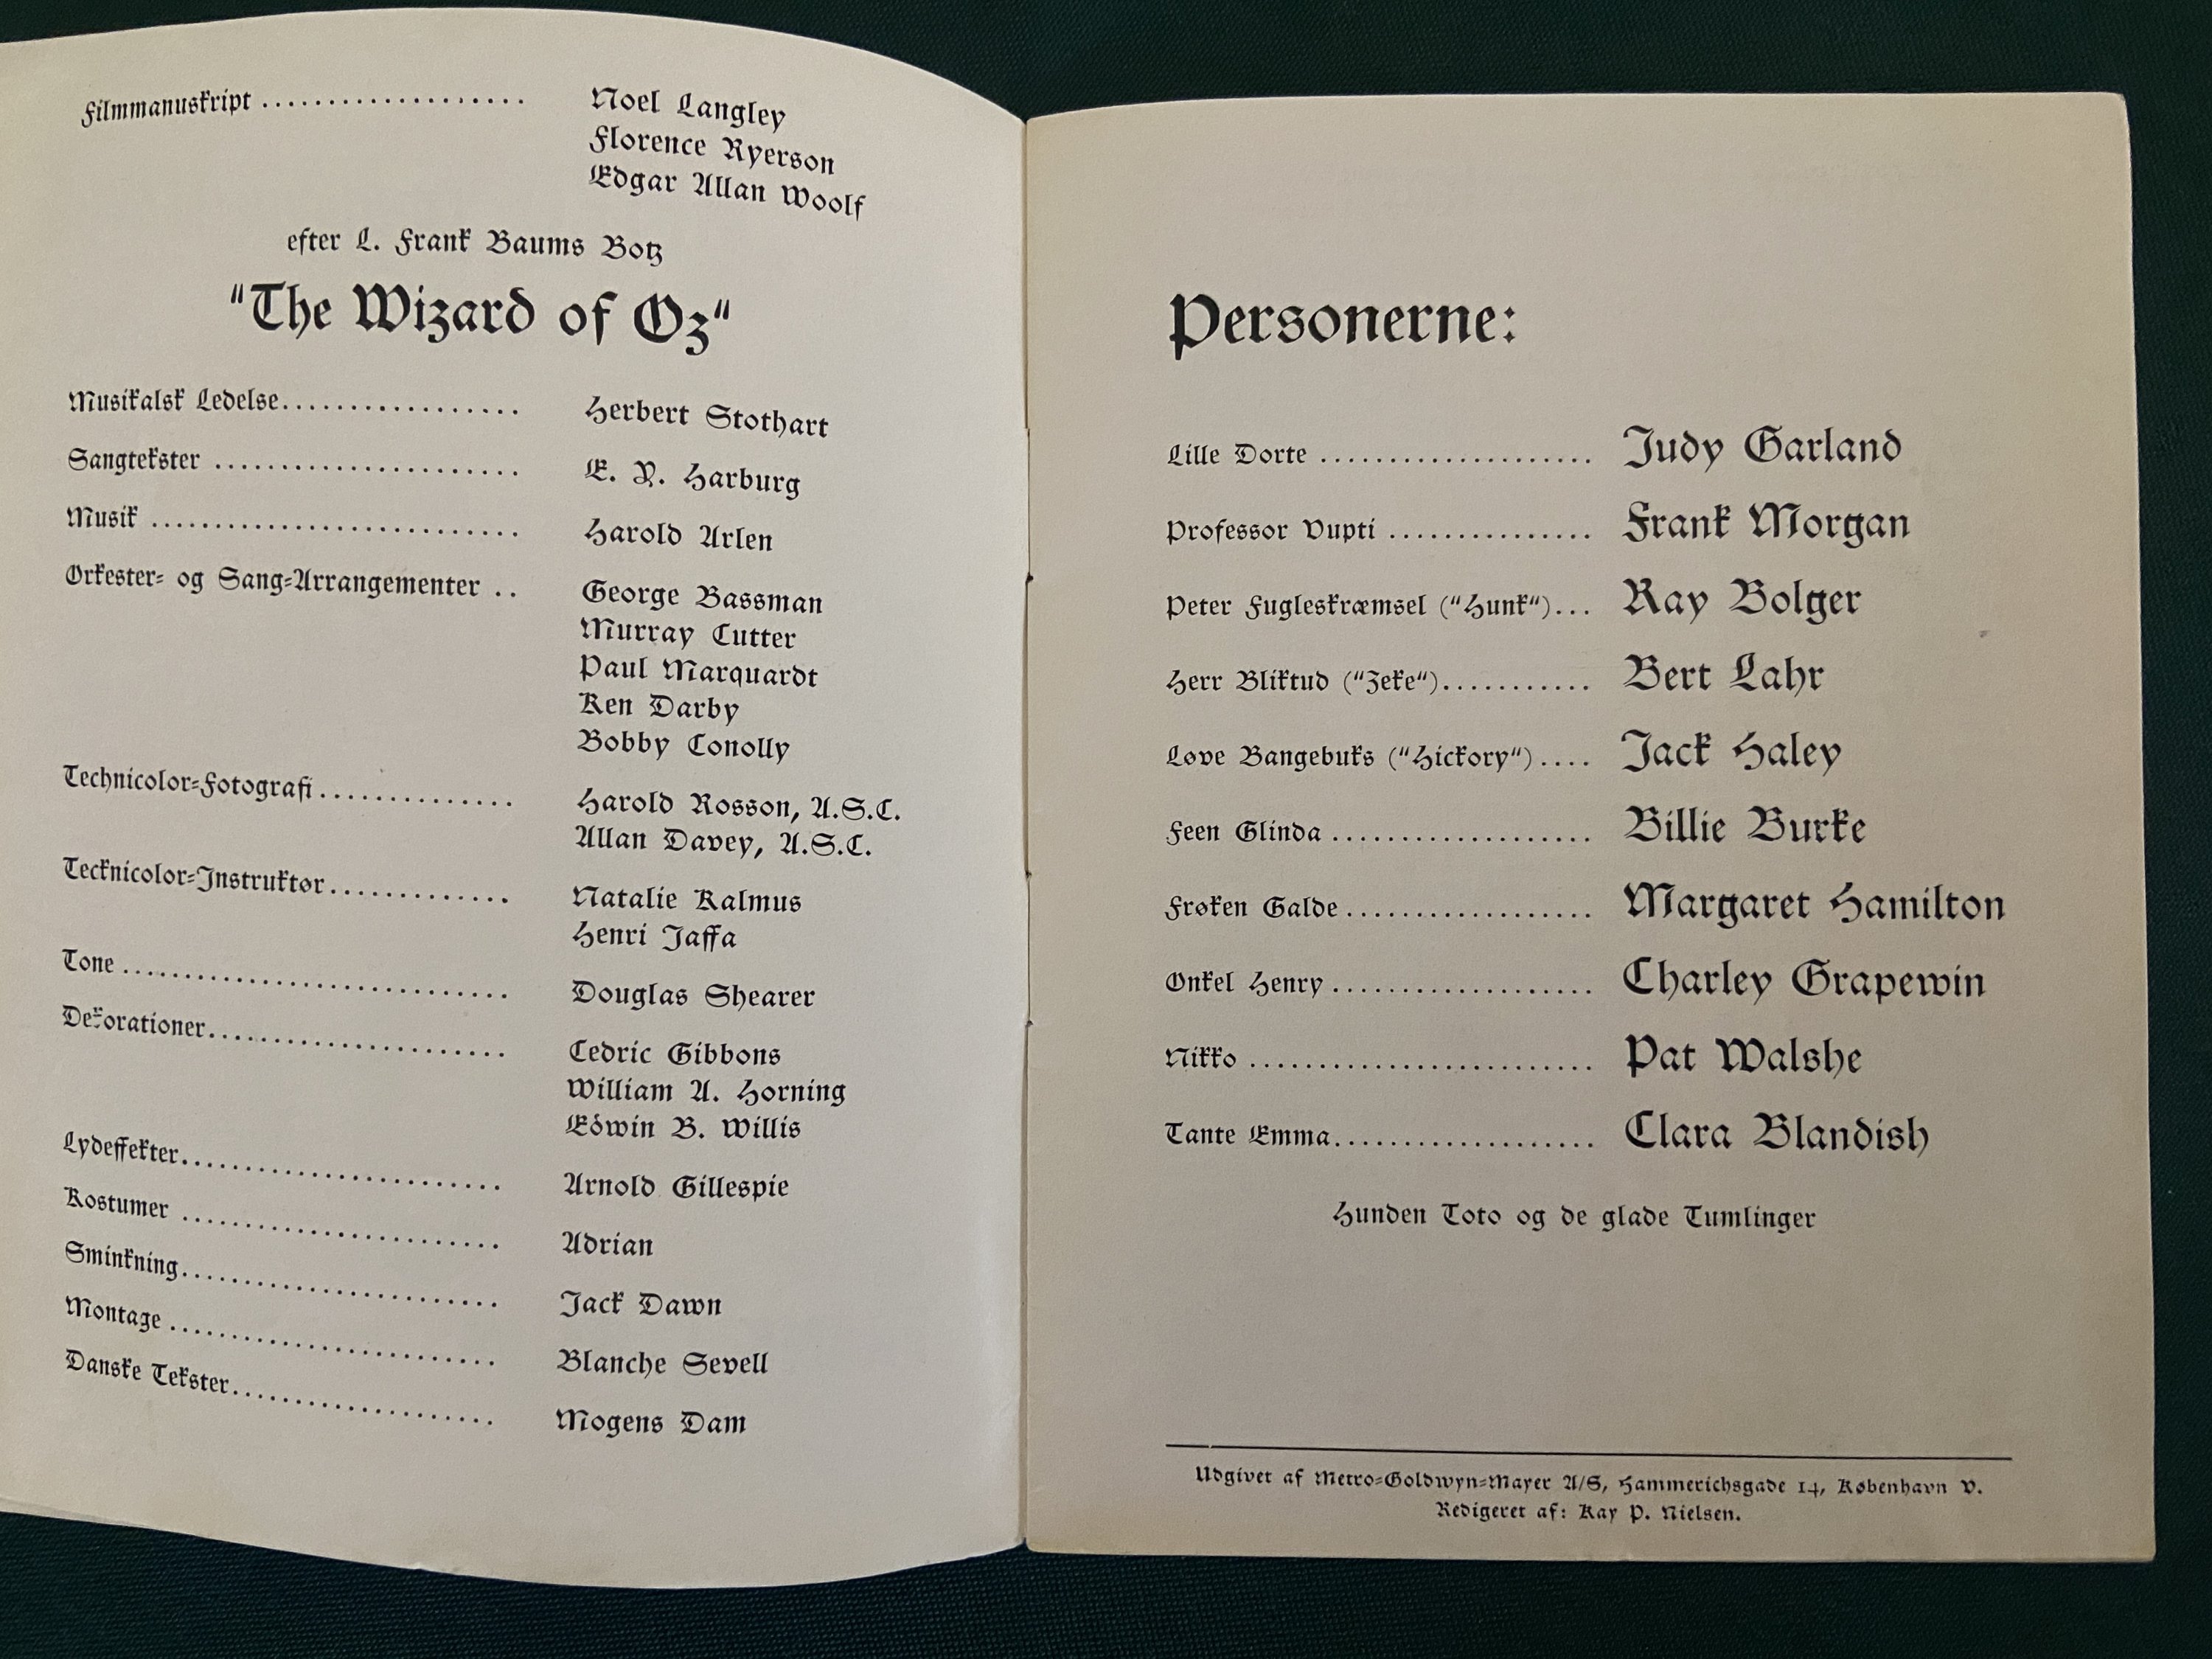 Filmmanuskript .................... Noel Langley
Florence Ryerson
Edgar Allan Woolf
efter L. Frank Baums Botz
"The Wizard of Oz"
Musikalsk Ledelse.................. Herbert Stothart
Sangtekster ....................... E. Y. Harburg
Musik ............................ Harold Arlen
Orkester- og Sang-Arrangementer .. George Bassman
Murray Cutter
Paul Marquardt
Ken Darby
Bobby Conolly
Technicolor-Fotografi.............. Harold Rosson, A.S.C.
Allan Davey, A.S.C.
Tecknicolor-Instruktør............. Natalie Kalmus
Henri Jaffa
Tone ............................. Douglas Shearer
Dekorationer....................... Cedric Gibbons
William A. Horning
Edwin B. Willis
Lydeffekter........................ Arnold Gillespie
Kostumer ......................... Adrian
Sminkning......................... Jack Dawn
Montage .......................... Blanche Sevell
Danske Tekster.................... Mogens Dam
Personerne:
Lille Dorte ..................... Judy Garland
Professor Vupti ................ Frank Morgan
Peter Fugleskræmsel ("Hunk")... Ray Bolger
Herr Bliktud ("Zeke")............ Bert Lahr
Løve Bangebuks ("Hickory").... Jack Haley
Feen Glinda .................... Billie Burke
Frøken Galde................... Margaret Hamilton
Onkel Henry.................... Charley Grapewin
Nikko .......................... Pat Walshe
Tante Emma.................... Clara Blandish
Hunden Toto og de glade Tumlinger
Udgivet af Metro-Goldwyn-Mayer A/S, Hammerichsgade 14, København V.
Redigeret af: Kay P. Nielsen.